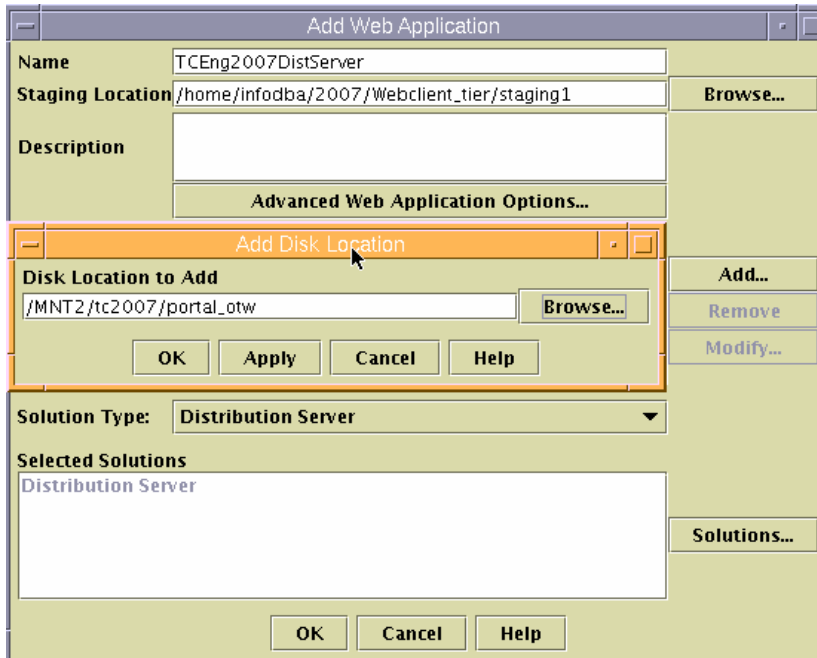 Add Web Application
Name TCEng2007DistServer
Staging Location /home/infodba/2007/Webclient_tier/staging1 Browse...
Description
Advanced Web Application Options...
Add Disk Location
Disk Location to Add
/MNT2/tc2007/portal_otw Browse...
OK Apply Cancel Help
Add...
Remove
Modify...
Solution Type: Distribution Server
Selected Solutions
Distribution Server
Solutions...
OK Cancel Help